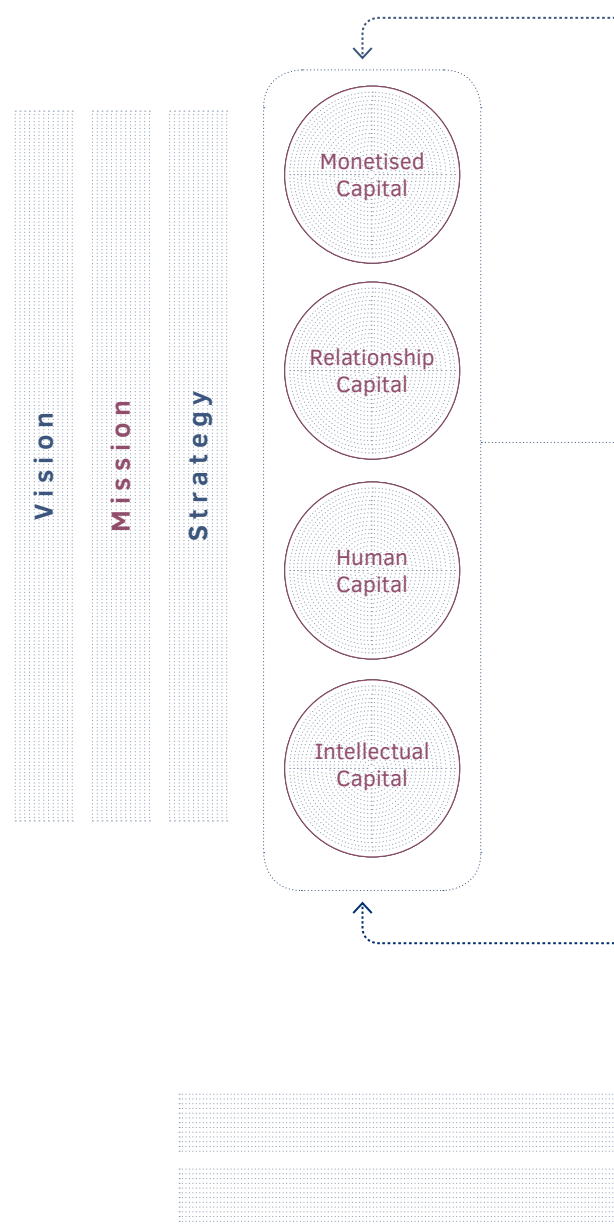 Vision
Mission
Strategy
Monetised
Capital
Relationship
Capital
Human
Capital
Intellectual
Capital